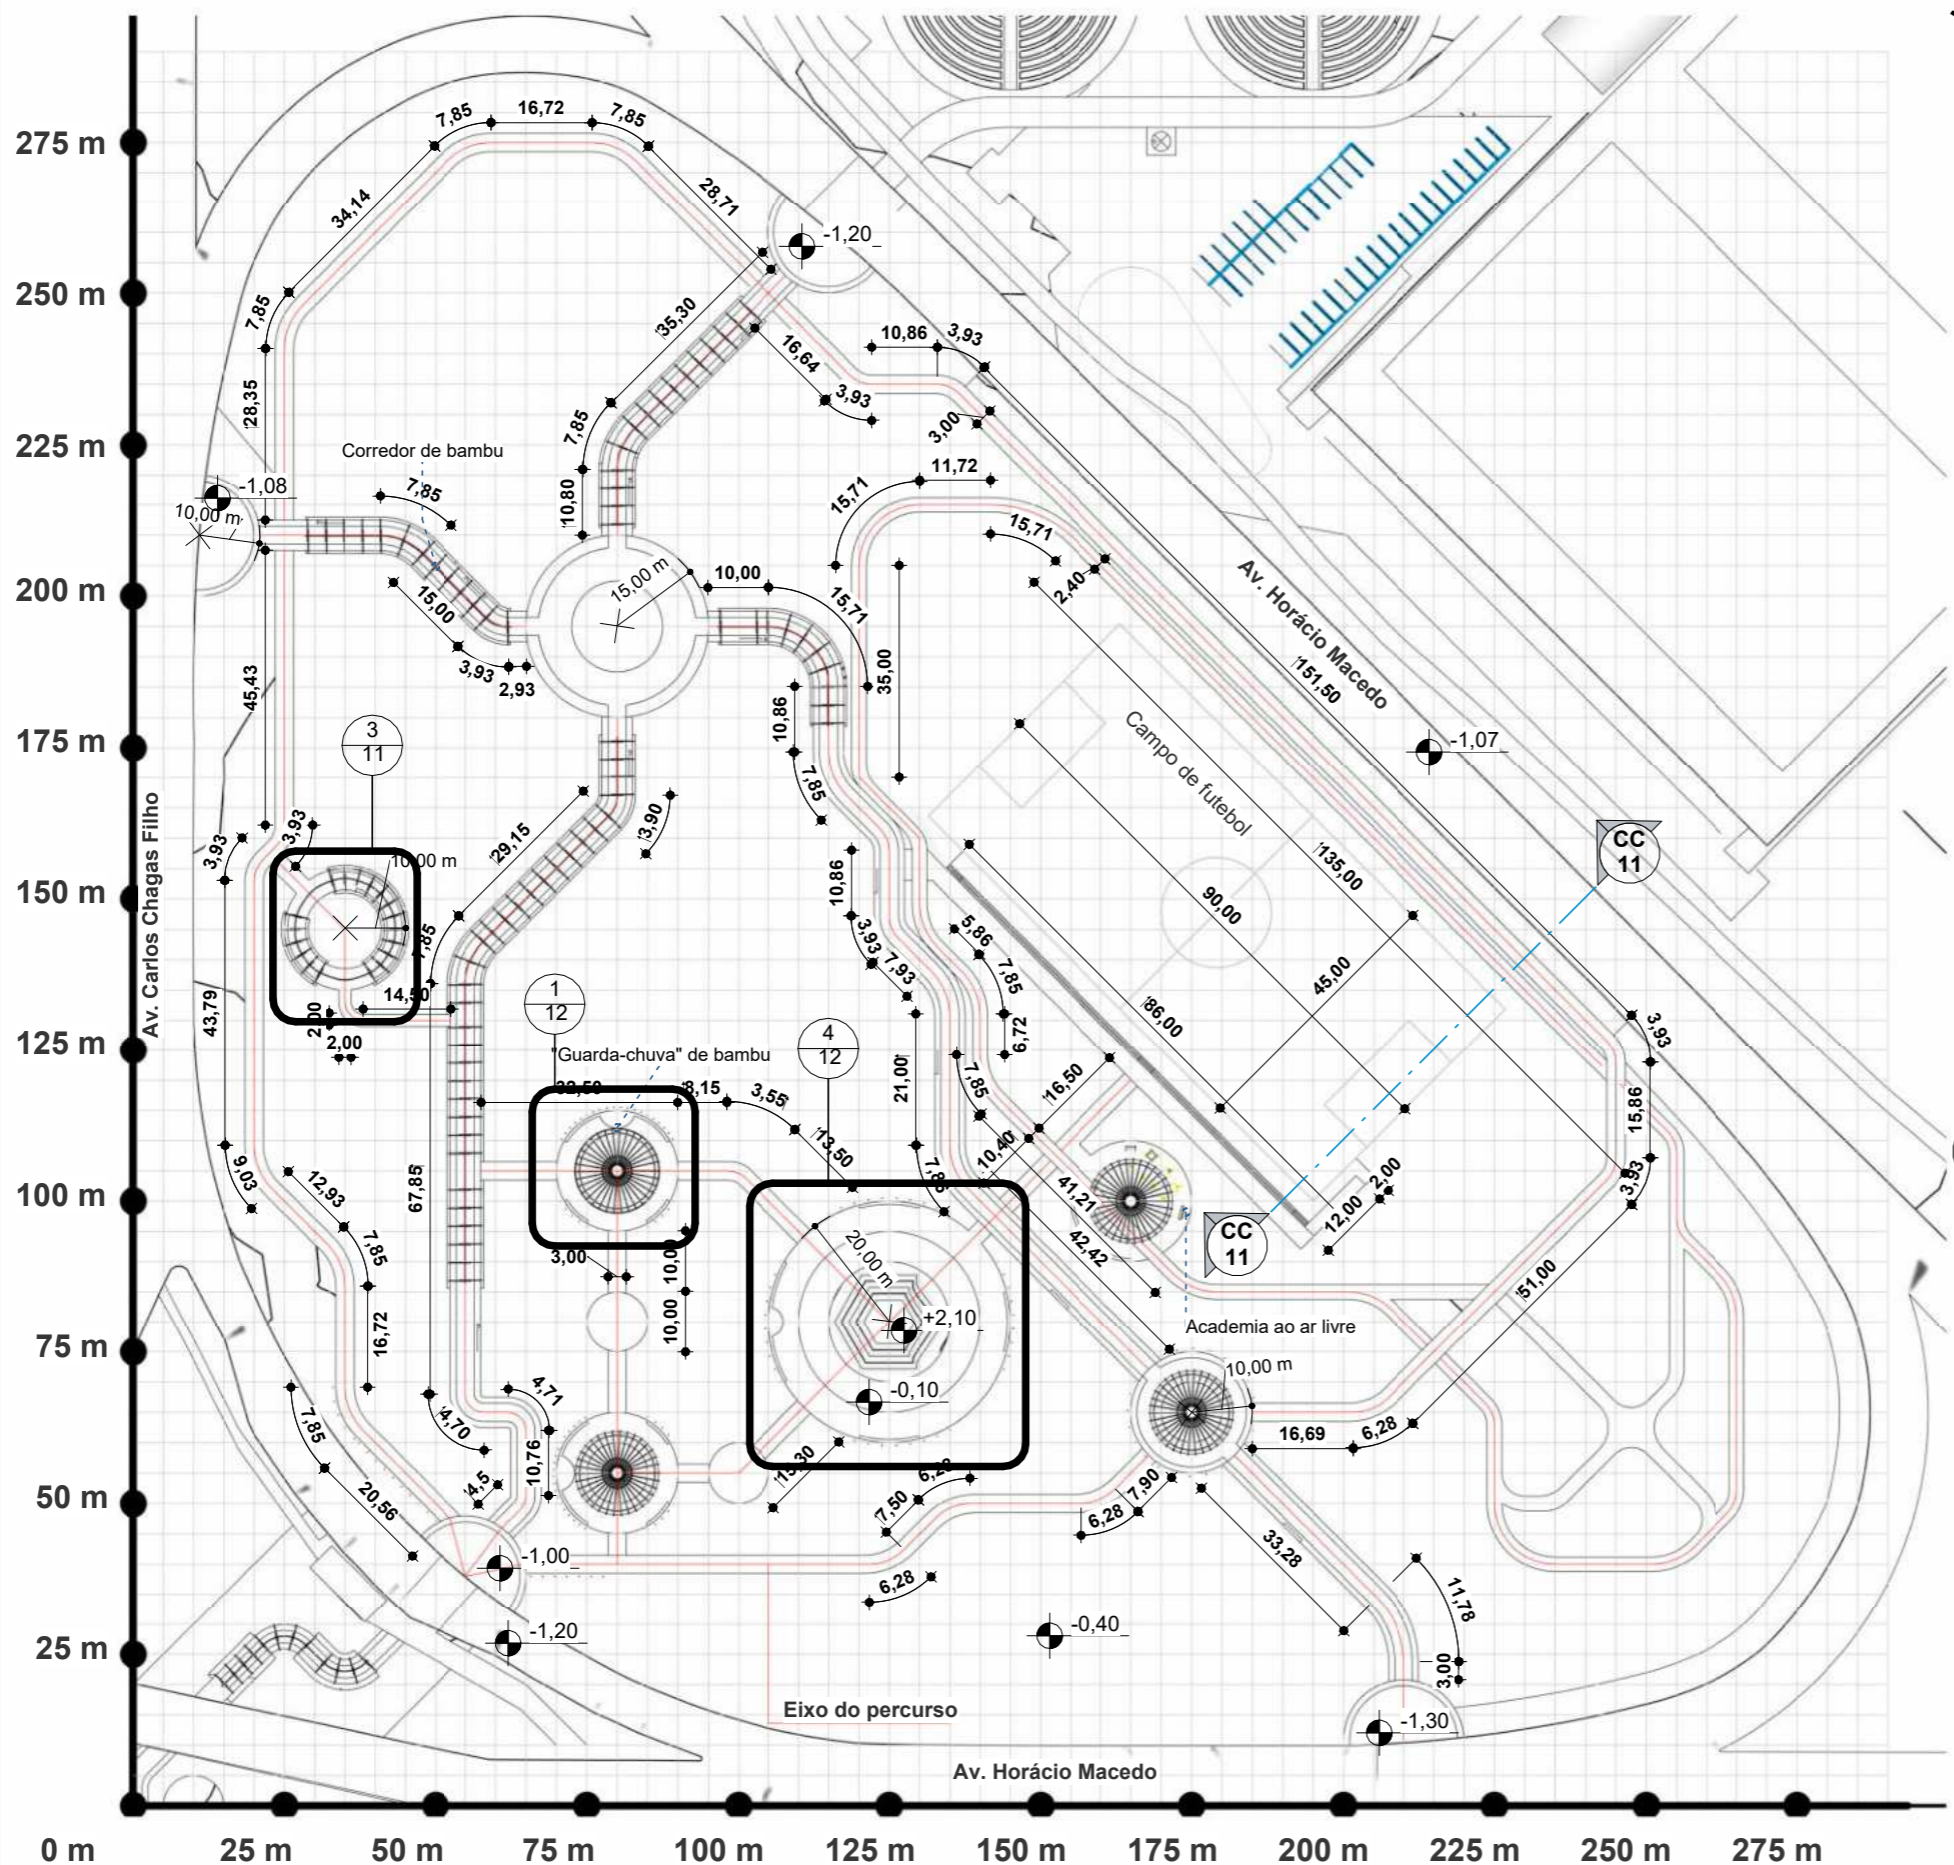 7,85
16,72
7,85
275 m
34,14
28,71
-1,20
250 m
7,85
35,30
16,64
10,86
3,93
28,35
3,93
225 m
7,85
3,00
Corredor de bambu
11,72
-1,08
7,85
10,80
15,71
10,00 m
15,71
200 m
15,00
15,00 m
10,00
15,71
2,40
Av. Horácio Macedo
3,93
2,93
45,43
35,00
151,50
175 m
3
11
10,86
Campo de futebol
-1,07
7,85
3,93
3,93
29,15
3,90
CC
11
Av. Carlos Chagas Filho
10,00 m
150 m
10,86
135,00
90,00
7,85
3,93
5,86
7,93
7,85
45,00
14,50
1
12
43,79
2,00
2,00
86,00
6,72
3,93
125 m
4
12
"Guarda-chuva" de bambu
8,15
3,55
21,00
7,85
16,50
15,86
13,50
10,40
9,03
12,93
67,85
7,85
41,21
3,93
2,00
100 m
12,00
7,85
20,00 m
42,42
CC
11
3,00
10,00
51,00
16,72
10,00
+2,10
75 m
Academia ao ar livre
10,00 m
4,71
-0,10
7,85
4,70
16,69
6,28
10,76
15,30
6,28
4,5
50 m
20,56
7,50
7,90
6,28
33,28
-1,00
6,28
11,78
-1,20
-0,40
25 m
3,00
Eixo do percurso
-1,30
Av. Horácio Macedo
0 m
25 m
50 m
75 m
100 m
125 m
150 m
175 m
200 m
225 m
250 m
275 m